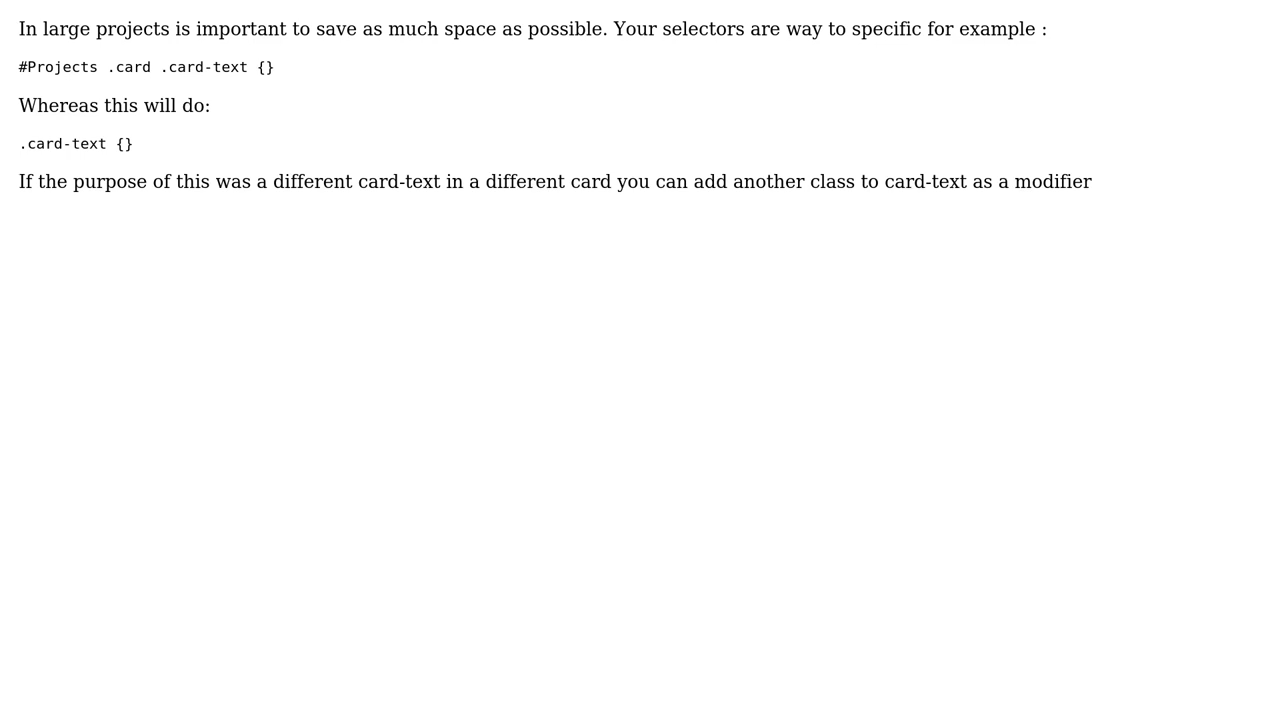 In large projects is important to save as much space as possible. Your selectors are way to specific for example :
#Projects .card .card-text {}
Whereas this will do:
.card-text {}
If the purpose of this was a different card-text in a different card you can add another class to card-text as a modifier